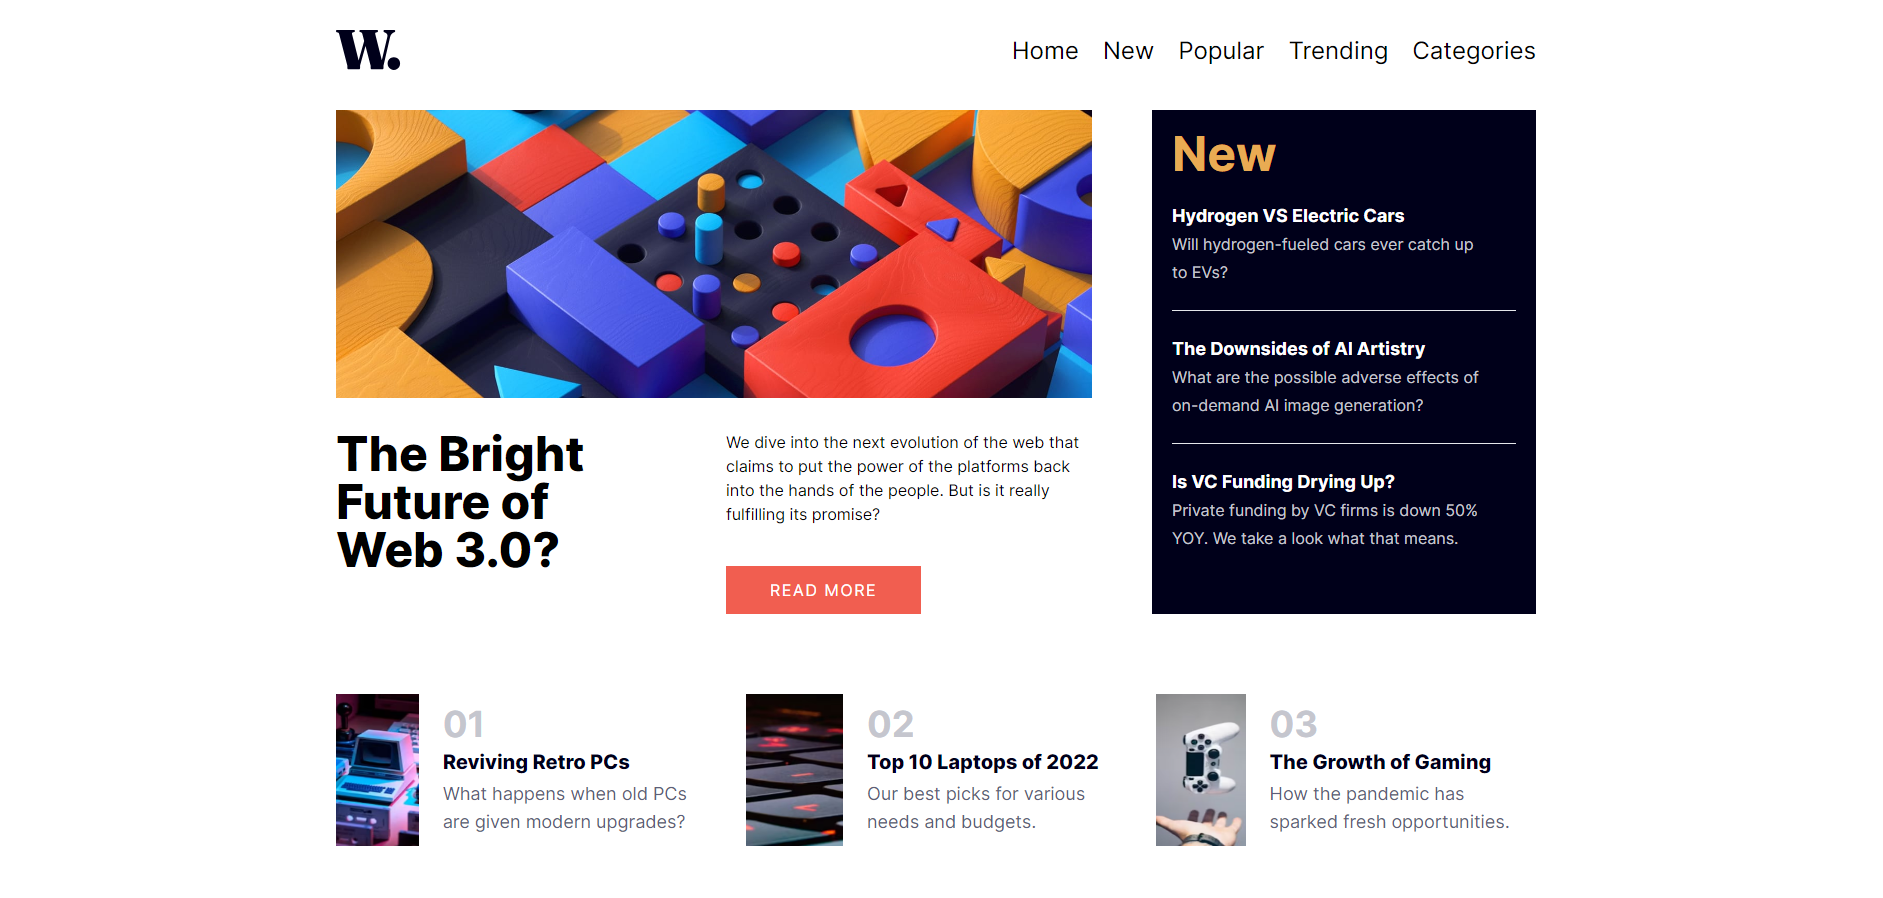 W.
Home New Popular Trending Categories
The Bright
Future of
Web 3.0?
We dive into the next evolution of the web that
claims to put the power of the platforms back
into the hands of the people. But is it really
fulfilling its promise?
READ MORE
New
Hydrogen VS Electric Cars
Will hydrogen-fueled cars ever catch up
to EVs?
The Downsides of AI Artistry
What are the possible adverse effects of
on-demand AI image generation?
Is VC Funding Drying Up?
Private funding by VC firms is down 50%
YOY. We take a look what that means.
01
Reviving Retro PCs
What happens when old PCs
are given modern upgrades?
02
Top 10 Laptops of 2022
Our best picks for various
needs and budgets.
03
The Growth of Gaming
How the pandemic has
sparked fresh opportunities.